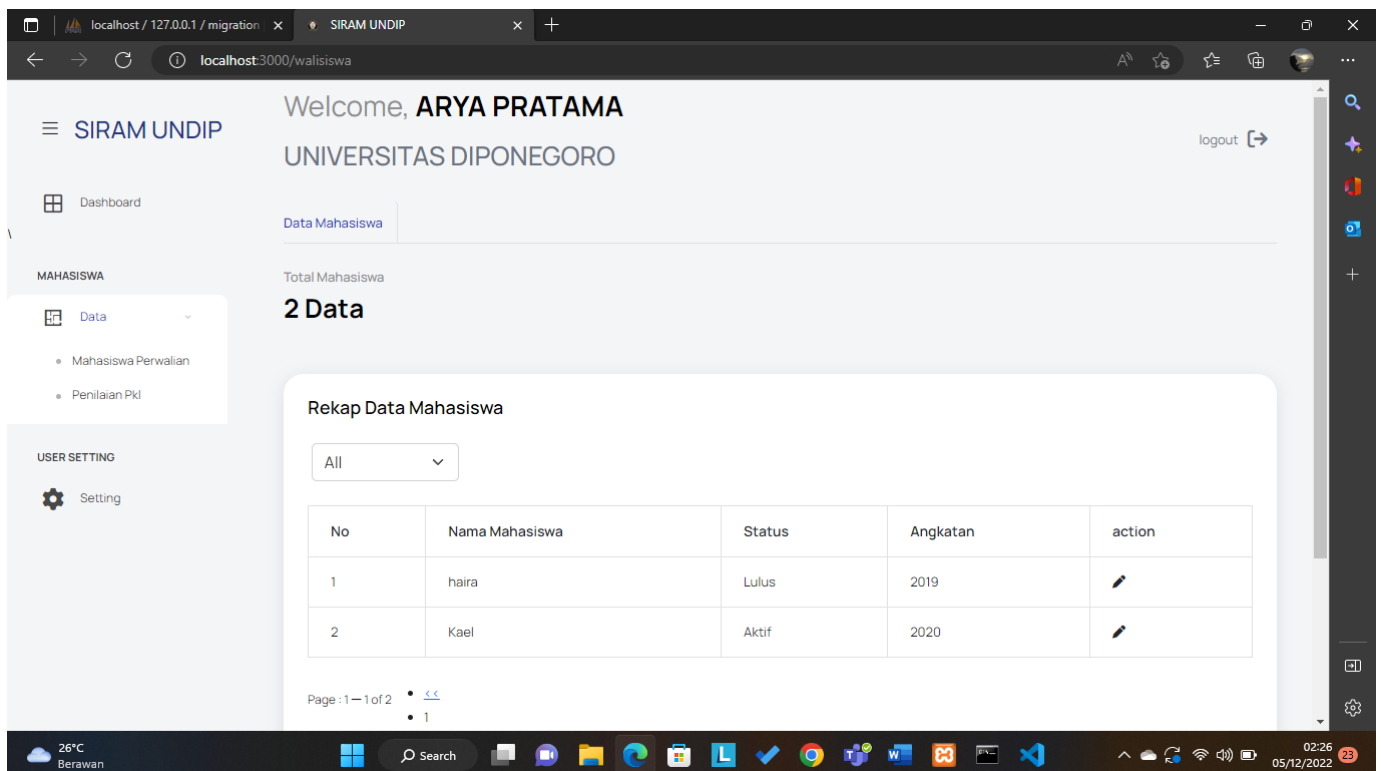 localhost / 127.0.0.1 / migration
SIRAM UNDIP
localhost:3000/walisiswa
SIRAM UNDIP
Welcome, ARYA PRATAMA
UNIVERSITAS DIPONEGORO
logout
Dashboard
\
Data Mahasiswa
MAHASISWA
Data
Mahasiswa Perwalian
Penilaian Pkl
USER SETTING
Setting
Total Mahasiswa
2 Data
Rekap Data Mahasiswa
All
No Nama Mahasiswa Status Angkatan action
1 haira Lulus 2019
2 Kael Aktif 2020
Page : 1 — 1 of 2
<<
1
26°C
Berawan
Search
02:26
05/12/2022
23